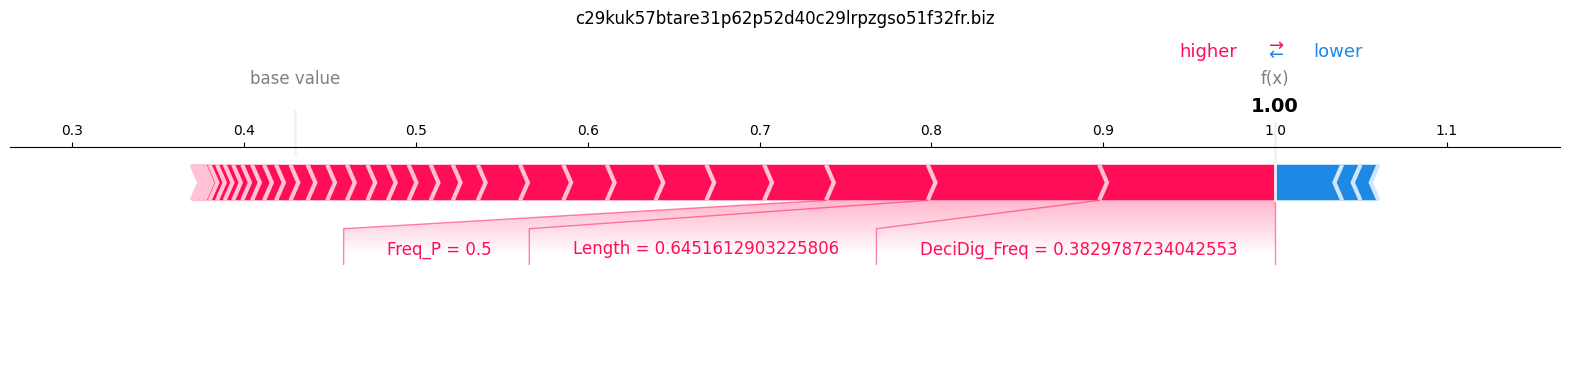 c29kuk57btare31p62p52d40c29lrpzgso51f32fr.biz
higher ⇄ lower
base value f(x)
1.00
0.3 0.4 0.5 0.6 0.7 0.8 0.9 1.0 1.1
Freq_P = 0.5 Length = 0.6451612903225806 DeciDig_Freq = 0.3829787234042553